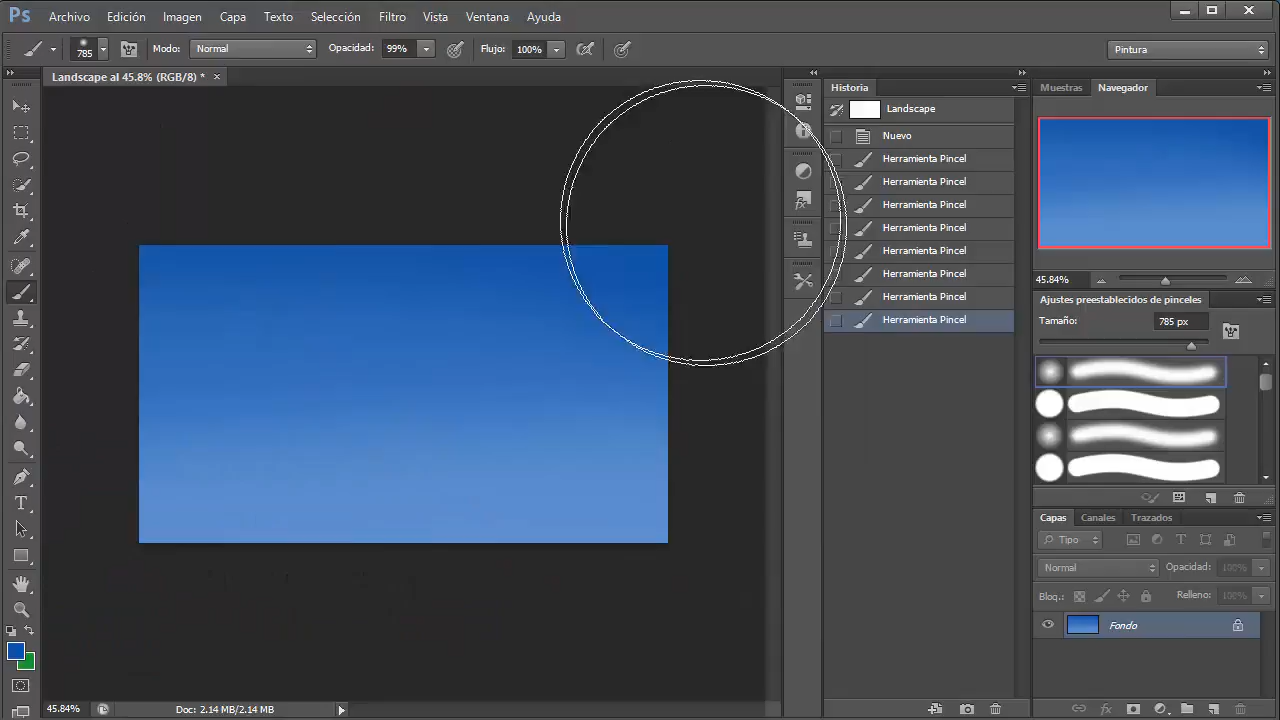 Ps Archivo Edición Imagen Capa Texto Selección Filtro Vista Ventana Ayuda
785 Modo: Normal Opacidad: 99% Flujo: 100% Pintura
Landscape al 45.8% (RGB/8) * ×
Historia
Landscape
Nuevo
Herramienta Pincel
Herramienta Pincel
Herramienta Pincel
Herramienta Pincel
Herramienta Pincel
Herramienta Pincel
Herramienta Pincel
Herramienta Pincel
Muestras Navegador
45.84%
Ajustes preestablecidos de pinceles
Tamaño: 785 px
Capas Canales Trazados
Tipo
Normal Opacidad: 100%
Bloq.: Relleno: 100%
Fondo
45.84% Doc: 2.14 MB/2.14 MB